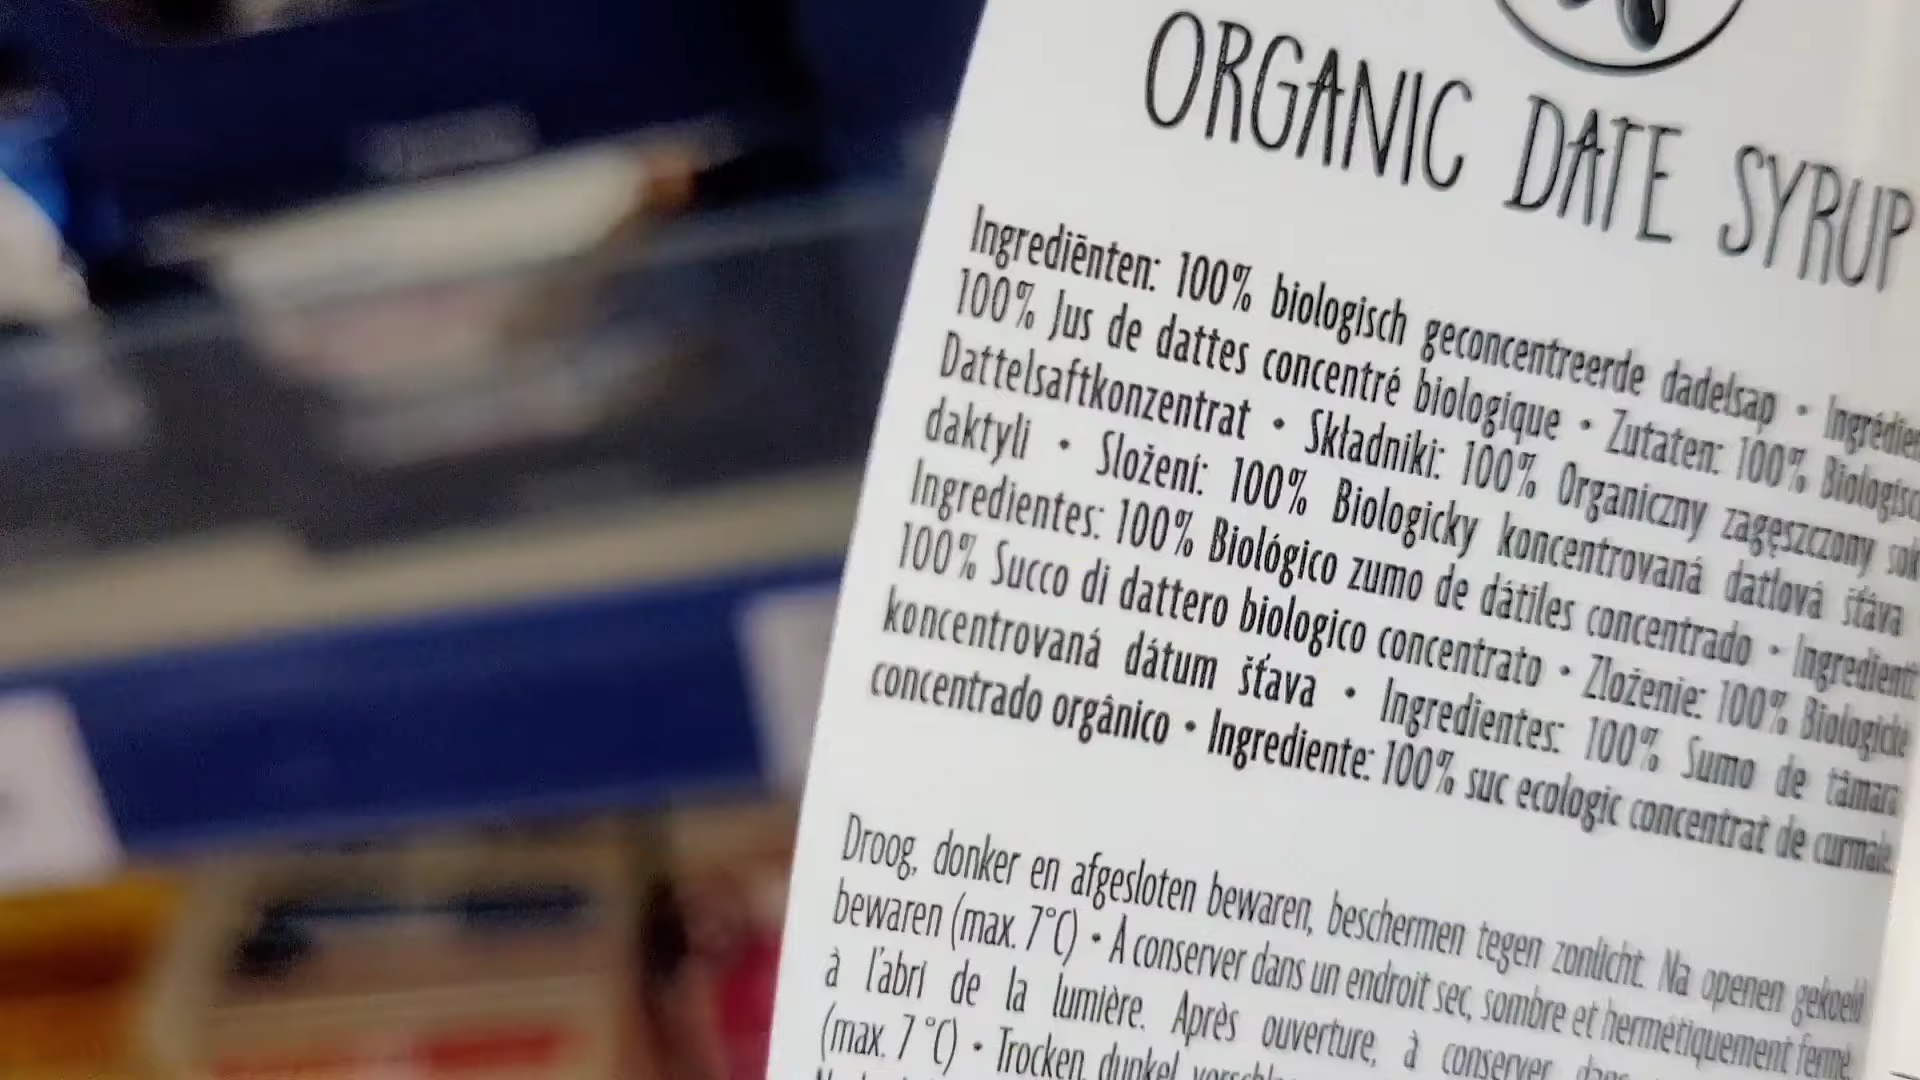 ORGANIC DATE SYRUP
Ingrediënten: 100% biologisch geconcentreerde dadelsap • Ingrédien
100% Jus de dattes concentré biologique • Zutaten: 100% Biologisc
Dattelsaftkonzentrat • Składniki: 100% Organiczny zagęszczony sok
daktyli • Složení: 100% Biologicky koncentrovaná datlová šťáva
Ingredientes: 100% Biológico zumo de dátiles concentrado • Ingredienti
100% Succo di dattero biologico concentrato • Zloženie: 100% Biologické
koncentrovaná dátum šťava • Ingredientes: 100% Sumo de tâmara
concentrado orgânico • Ingrediente: 100% suc ecologic concentrat de curmale
Droog, donker en afgesloten bewaren, beschermen tegen zonlicht. Na openen gekoeld
bewaren (max. 7°C) • A conserver dans un endroit sec, sombre et hermétiquement fermé,
à l'abri de la lumière. Après ouverture, à conserver dans
(max. 7 °C) • Trocken, dunkel